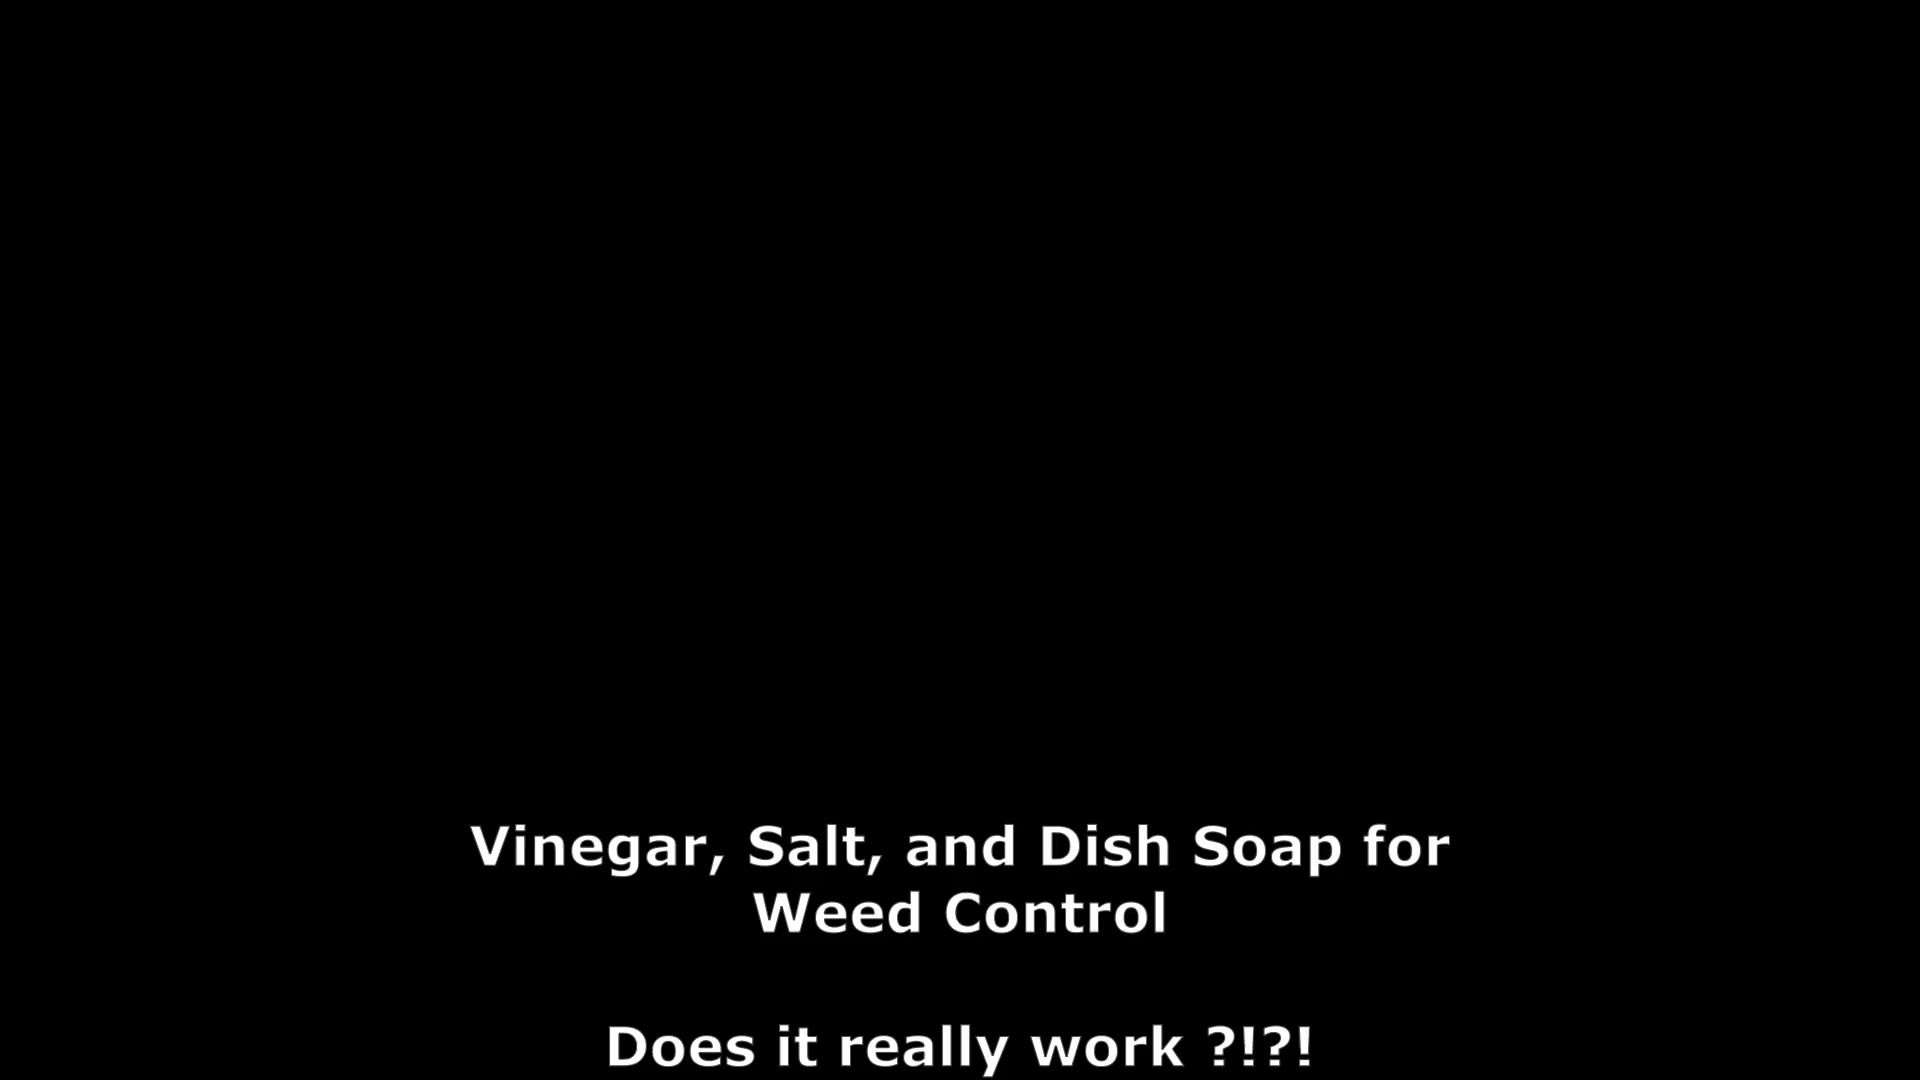 Vinegar, Salt, and Dish Soap for
Weed Control
Does it really work ?!?!